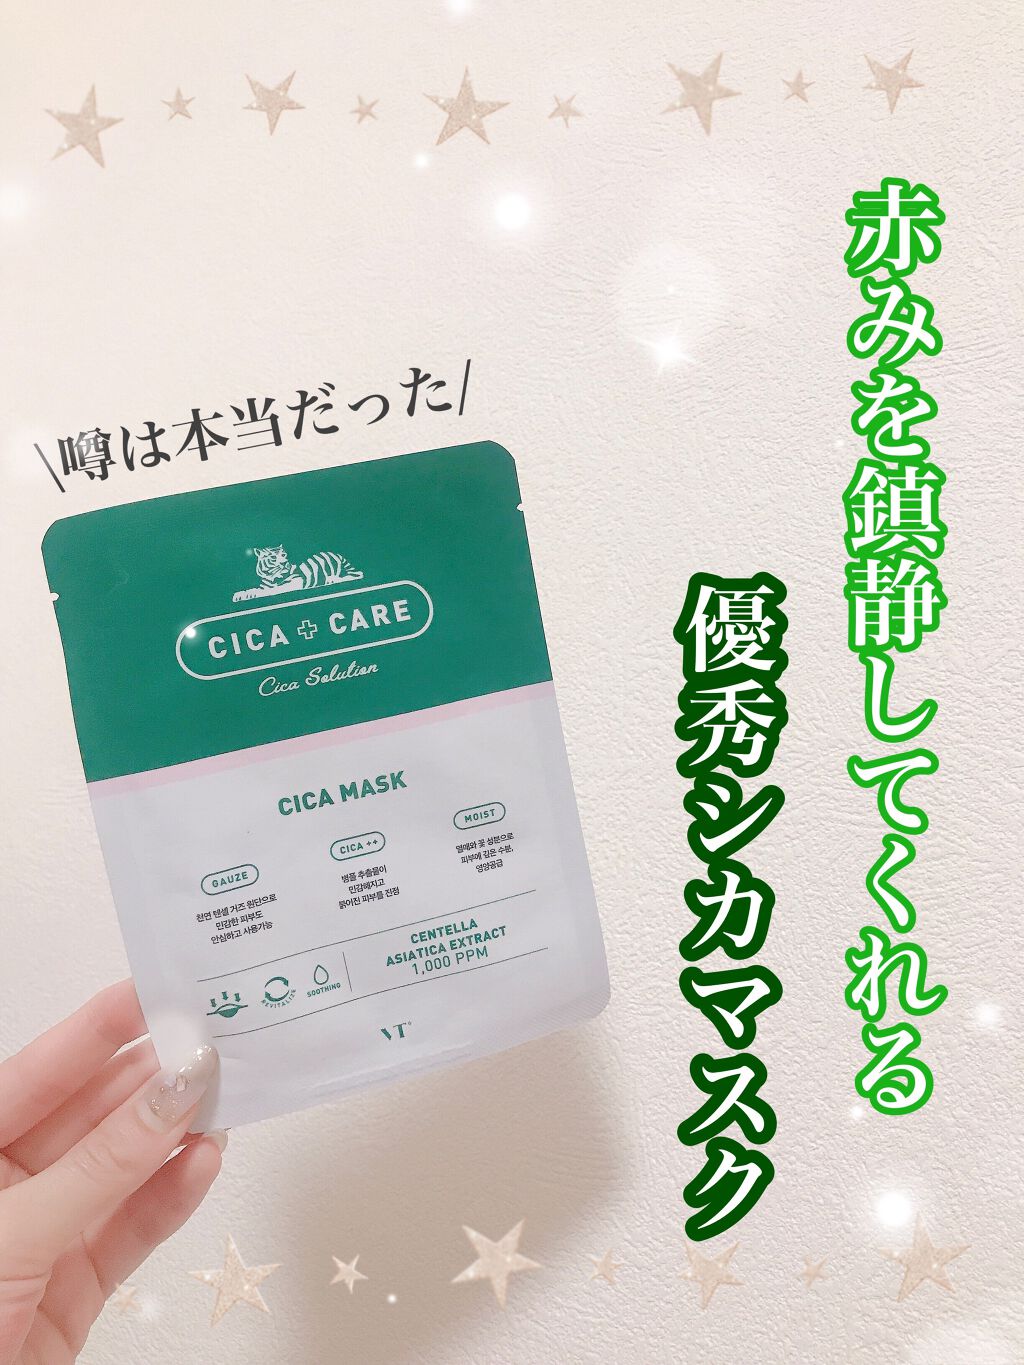 赤みを鎮静してくれる
優秀シカマスク
\噂は本当だった/
CICA + CARE
Cica Solution
CICA MASK
GAUZE
천연 텐셀 거즈 원단으로
민감한 피부도
안심하고 사용가능
CICA ++
병풀 추출물이
민감해지고
붉어진 피부를 진정
MOIST
열매와 꽃 성분으로
피부에 깊은 수분,
영양공급
REVITALIZE
SOOTHING
CENTELLA
ASIATICA EXTRACT
1,000 PPM
VT